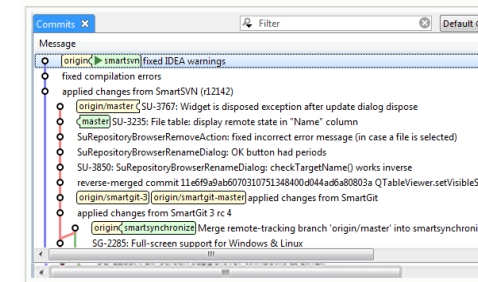 Commits Filter Default
Message
origin smartsvn fixed IDEA warnings
fixed compilation errors
applied changes from SmartSVN (r12142)
origin/master SU-3767: Widget is disposed exception after update dialog dispose
master SU-3235: File table: display remote state in "Name" column
SuRepositoryBrowserRemoveAction: fixed incorrect error message (in case a file is selected)
SuRepositoryBrowserRenameDialog: OK button had periods
SU-3850: SuRepositoryBrowserRenameDialog: checkTargetName() works inverse
reverse-merged commit 11e6f9a9ab6070310751348400d044ad6a80803a QTableViewer.setVisibleS
origin/smartgit-3 origin/smartgit-master applied changes from SmartGit
applied changes from SmartGit 3 rc 4
origin smartsynchronize Merge remote-tracking branch 'origin/master' into smartsynchroni
SG-2285: Full-screen support for Windows & Linux